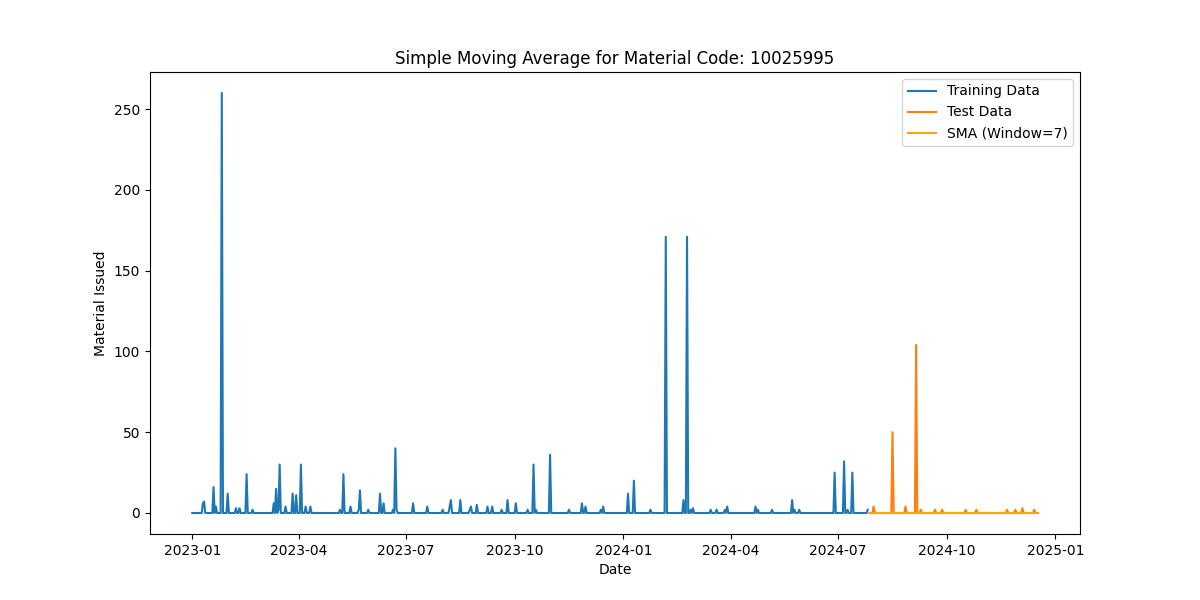 Simple Moving Average for Material Code: 10025995
Training Data
Test Data
SMA (Window=7)
Material Issued
250
200
150
100
50
0
2023-01 2023-04 2023-07 2023-10 2024-01 2024-04 2024-07 2024-10 2025-01
Date